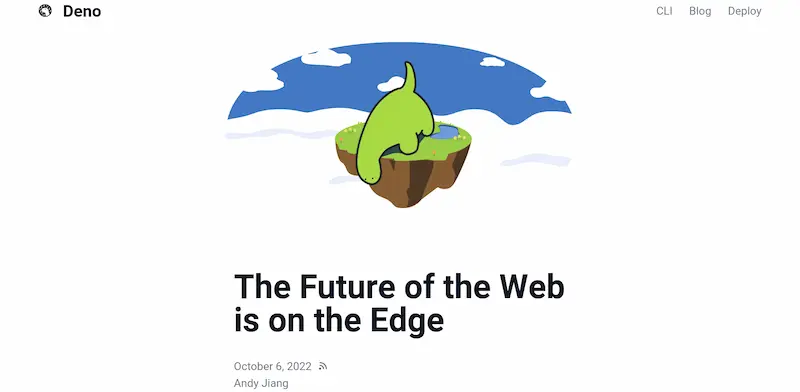 Deno
CLI Blog Deploy
The Future of the Web
is on the Edge
October 6, 2022
Andy Jiang